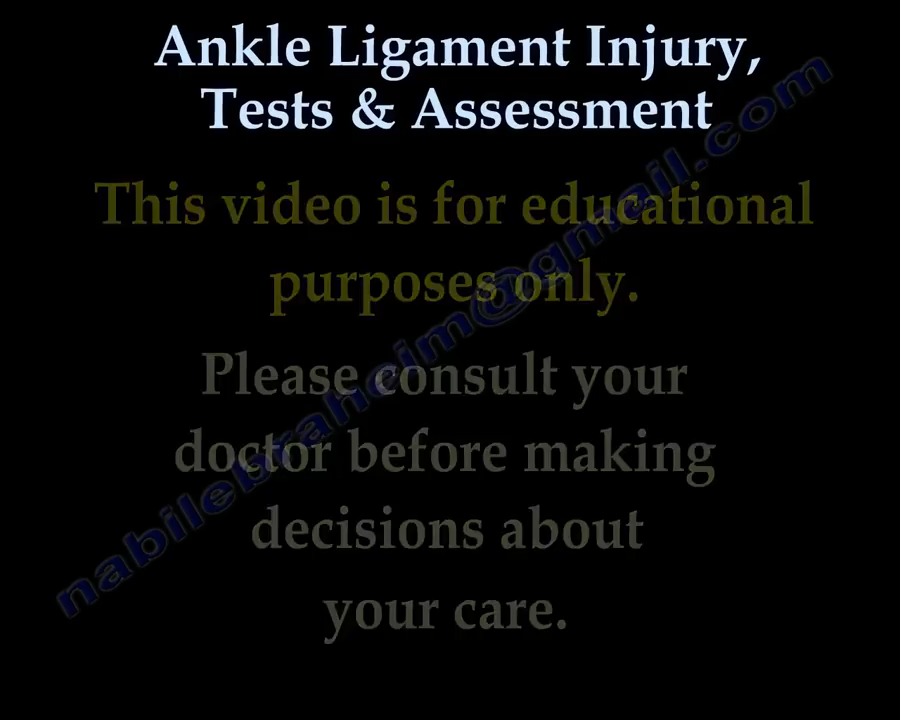 Ankle Ligament Injury,
Tests & Assessment
This video is for educational
purposes only.
Please consult your
doctor before making
decisions about
your care.
nabilebraheim@gmail.com